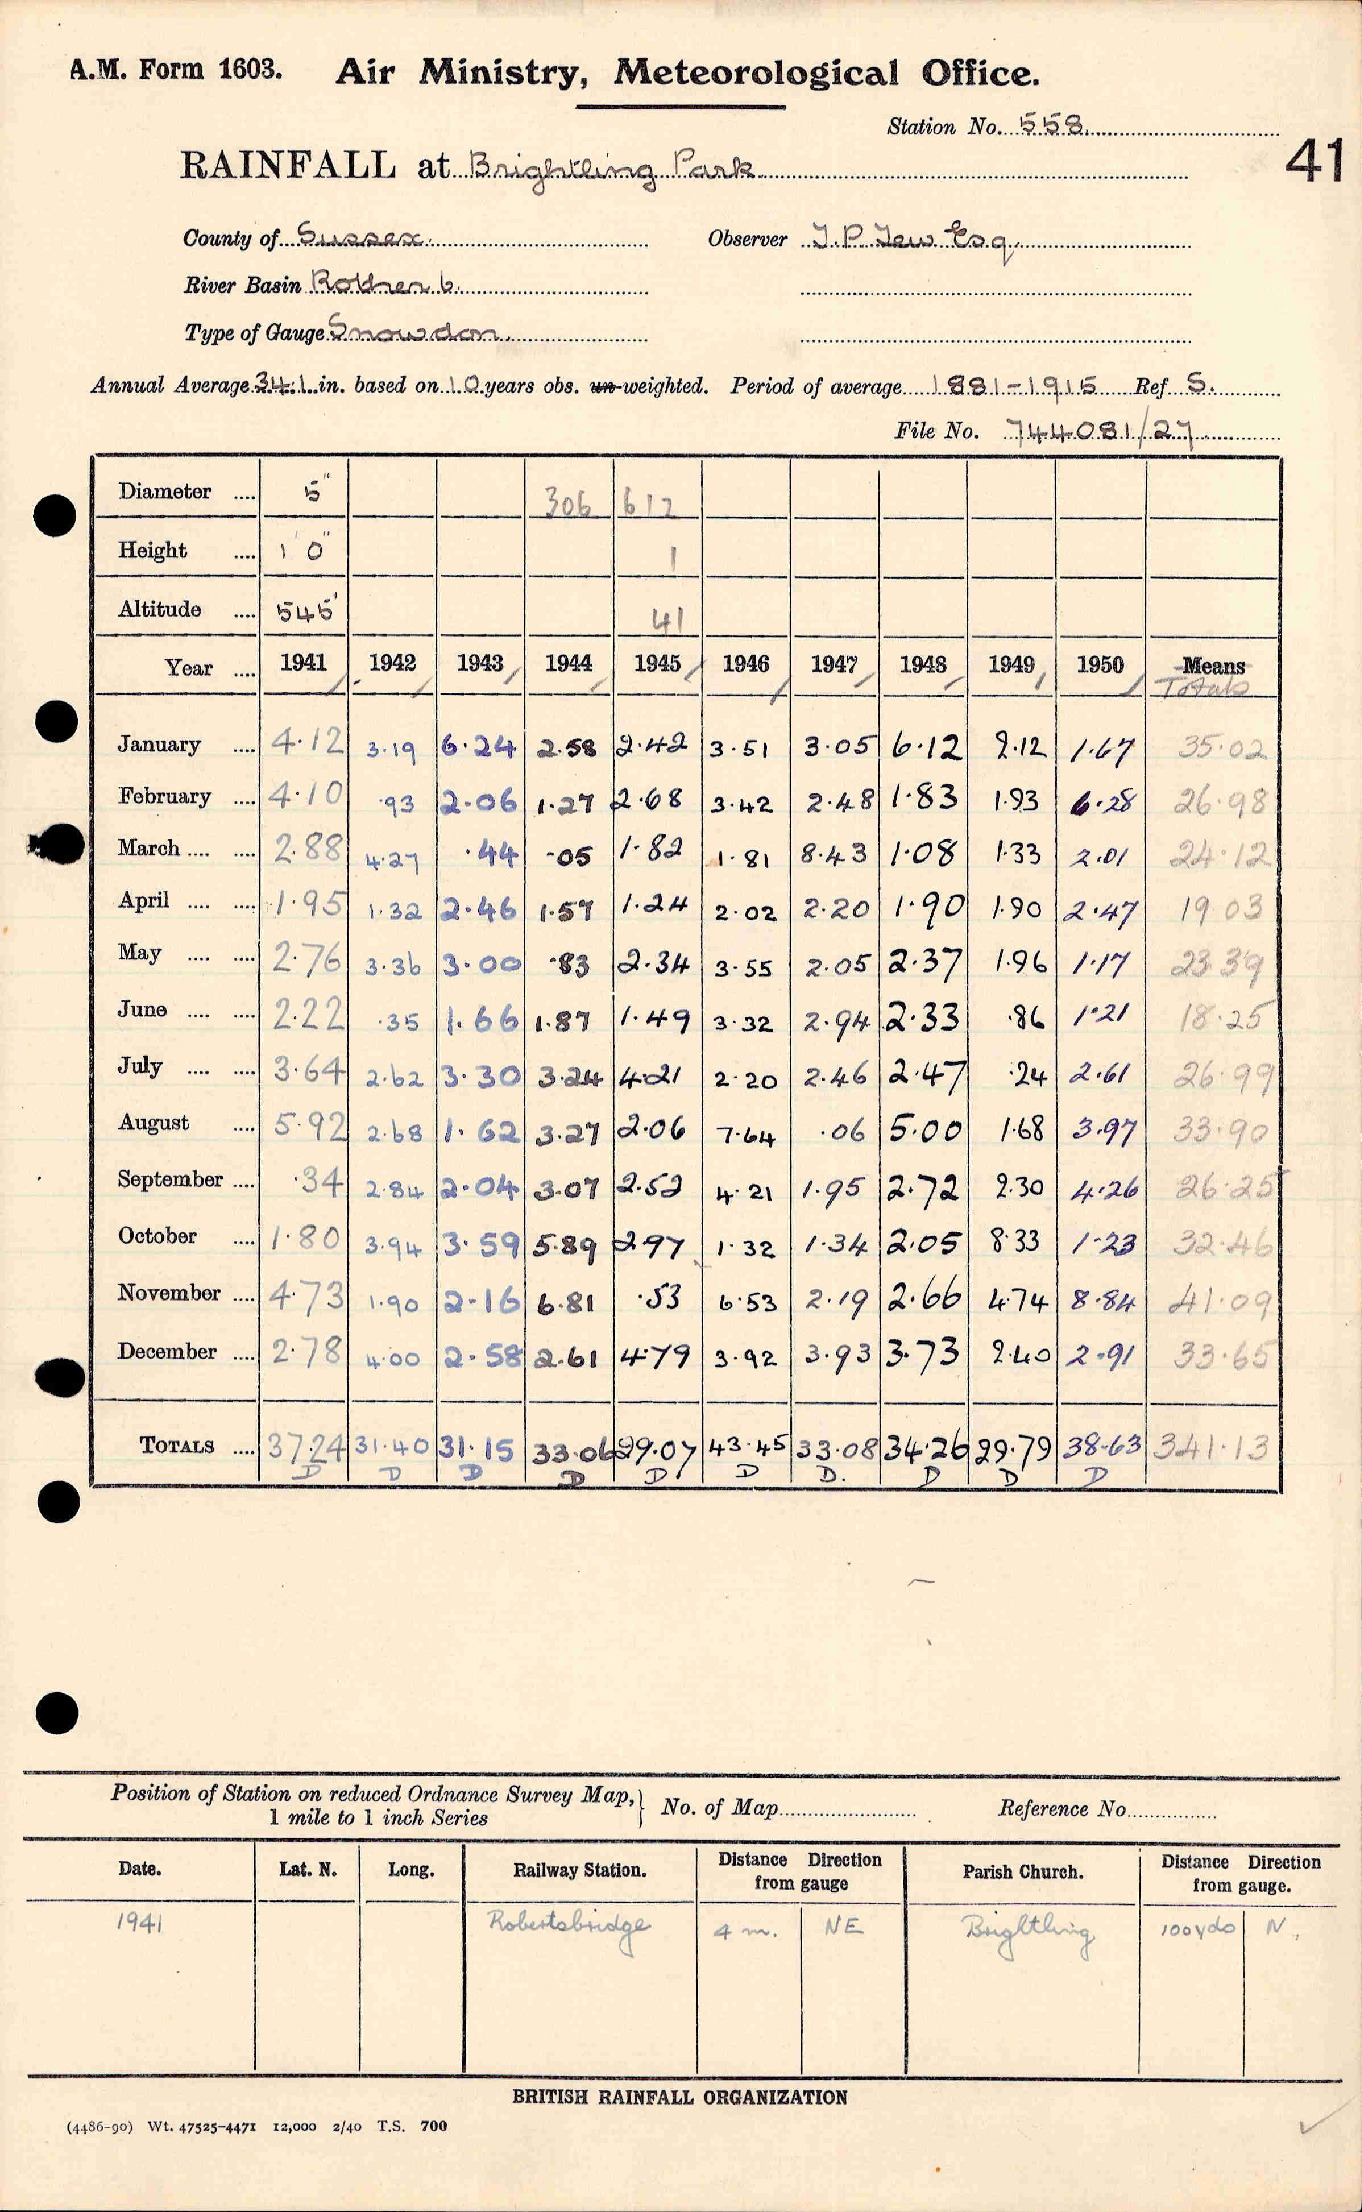 A.M. Form 1603. Air Ministry, Meteorological Office.
Station No. 558.
41
RAINFALL at Brightling Park
County of Sussex. Observer J.P. Tew Esq.
River Basin Rother 6.
Type of Gauge Snowdon.
Annual Average 34.1 in. based on 10 years obs. un-weighted. Period of average 1881-1915 Ref S.
File No. 744081/27
Diameter .... 5" 306 612
Height .... 1' 0" 1
Altitude .... 545' 41
Year .... 1941 1942 1943 1944 1945 1946 1947 1948 1949 1950 Means
Totals
January .... 4.12 3.19 6.24 2.58 2.42 3.51 3.05 6.12 2.12 1.67 35.02
February .... 4.10 .93 2.06 1.27 2.68 3.42 2.48 1.83 1.93 6.28 26.98
March .... .... 2.88 4.27 .44 .05 1.82 1.81 8.43 1.08 1.33 2.01 24.12
April .... .... 1.95 1.32 2.46 1.57 1.24 2.02 2.20 1.90 1.90 2.47 19 03
May .... .... 2.76 3.36 3.00 .83 2.34 3.55 2.05 2.37 1.96 1.17 23.39
June .... .... 2.22 .35 1.66 1.87 1.49 3.32 2.94 2.33 .86 1.21 18.25
July .... .... 3.64 2.62 3.30 3.24 4.21 2.20 2.46 2.47 .24 2.61 26.99
August .... 5.92 2.68 1.62 3.27 2.06 7.64 .06 5.00 1.68 3.97 33.90
September .... .34 2.84 2.04 3.07 2.52 4.21 1.95 2.72 2.30 4.26 26.25
October .... 1.80 3.94 3.59 5.89 2.97 1.32 1.34 2.05 8.33 1.23 32.46
November .... 4.73 1.90 2.16 6.81 .53 6.53 2.19 2.66 4.74 8.84 41.09
December .... 2.78 4.00 2.58 2.61 4.79 3.92 3.93 3.73 2.40 2.91 33.65
TOTALS .... 37.24 31.40 31.15 33.06 29.07 43.45 33.08 34.26 29.79 38.63 341.13
D D D D D D D. D D D
Position of Station on reduced Ordnance Survey Map, } No. of Map Reference No.
1 mile to 1 inch Series
Date. Lat. N. Long. Railway Station. Distance Direction from gauge Parish Church. Distance Direction from gauge.
1941 Robertsbridge 4 m. NE Brightling 100 yds N.
BRITISH RAINFALL ORGANIZATION
(4486-90) Wt. 47525-4471 12,000 2/40 T.S. 700